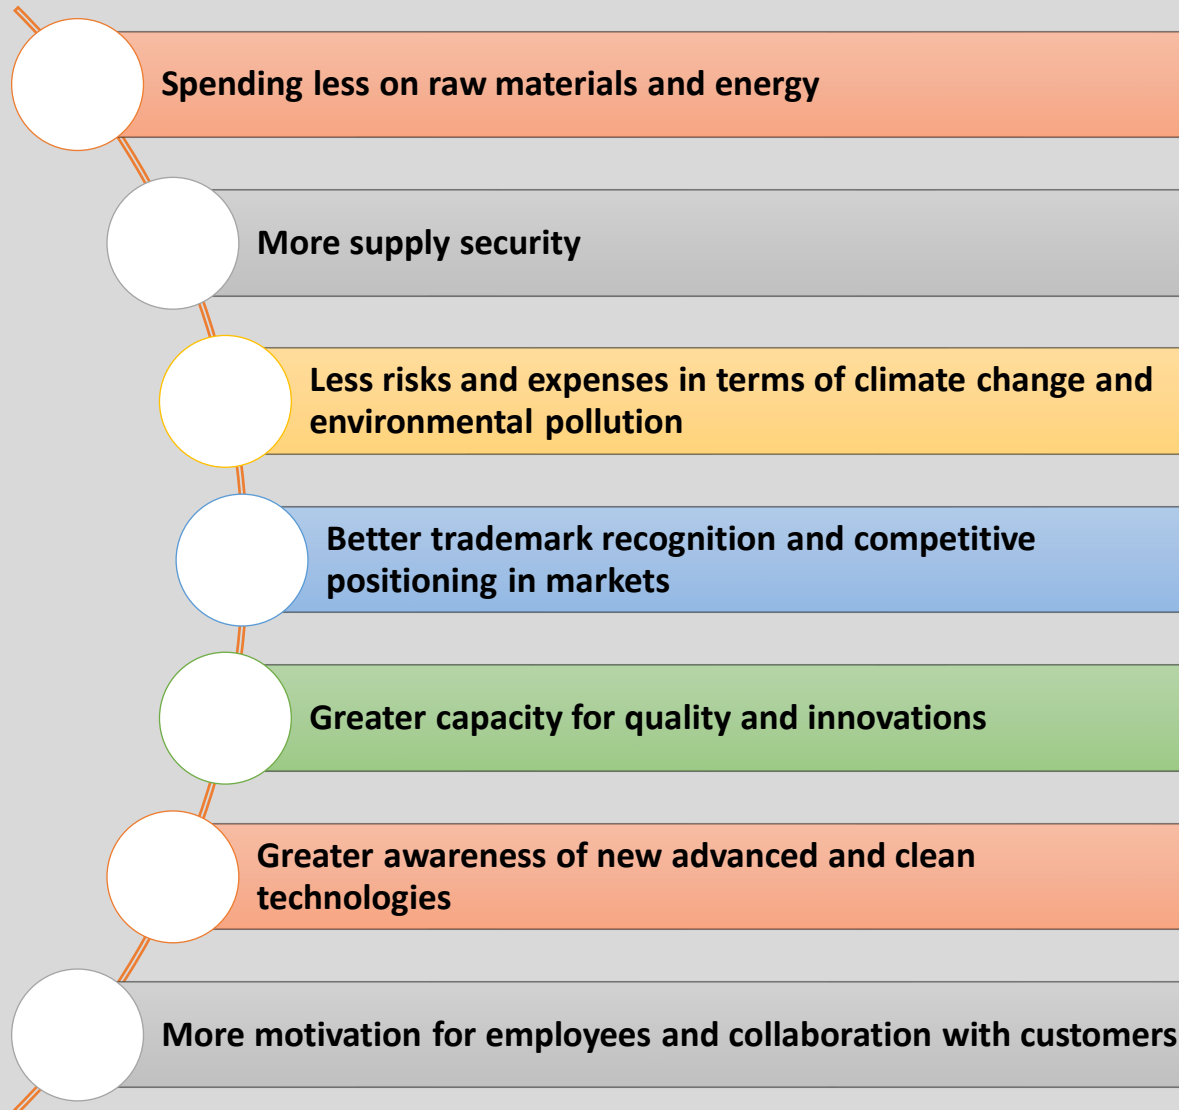 Spending less on raw materials and energy
More supply security
Less risks and expenses in terms of climate change and
environmental pollution
Better trademark recognition and competitive
positioning in markets
Greater capacity for quality and innovations
Greater awareness of new advanced and clean
technologies
More motivation for employees and collaboration with customers